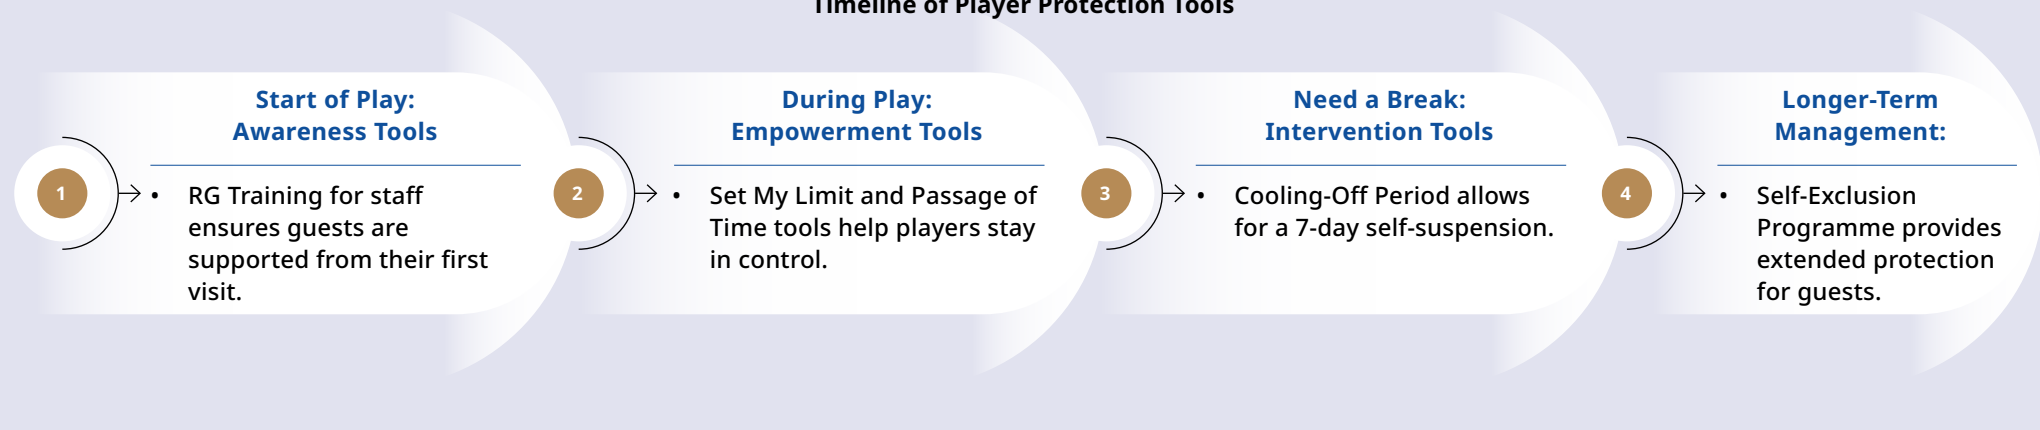 Timeline of Player Protection Tools
1
Start of Play:
Awareness Tools
• RG Training for staff
ensures guests are
supported from their first
visit.
2
During Play:
Empowerment Tools
• Set My Limit and Passage of
Time tools help players stay
in control.
3
Need a Break:
Intervention Tools
• Cooling-Off Period allows
for a 7-day self-suspension.
4
Longer-Term
Management:
• Self-Exclusion
Programme provides
extended protection
for guests.